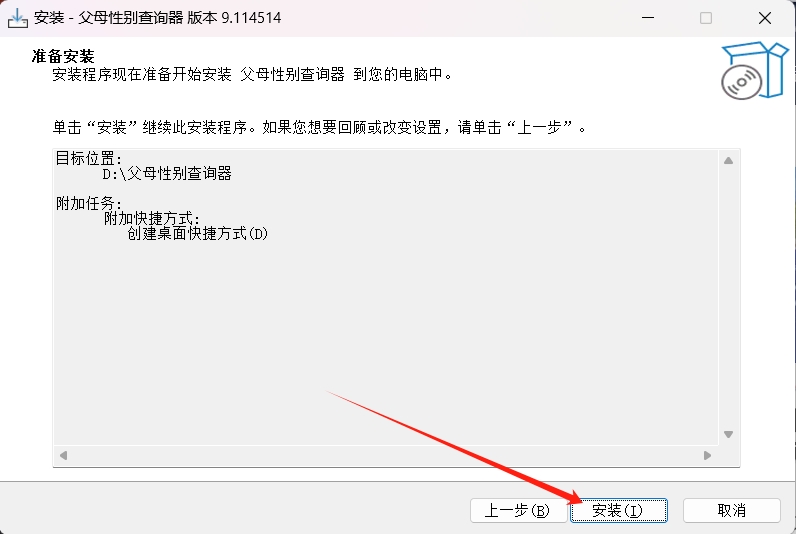 安装 - 父母性别查询器 版本 9.114514
准备安装
安装程序现在准备开始安装 父母性别查询器 到您的电脑中。
单击“安装”继续此安装程序。如果您想要回顾或改变设置，请单击“上一步”。
目标位置:
D:\父母性别查询器
附加任务:
附加快捷方式:
创建桌面快捷方式(D)
上一步(B) 安装(I) 取消